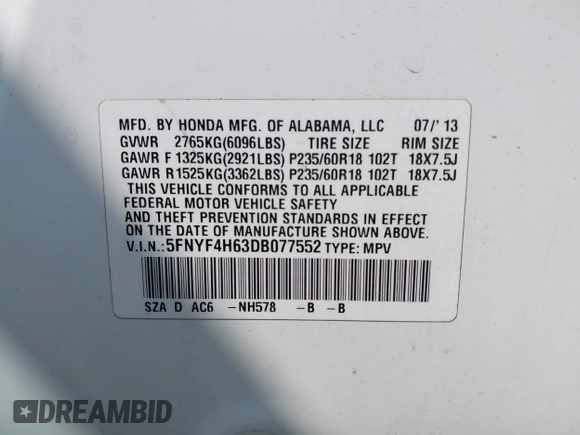 MFD. BY HONDA MFG. OF ALABAMA, LLC 07/'13
GVWR 2765KG(6096LBS) TIRE SIZE RIM SIZE
GAWR F 1325KG(2921LBS) P235/60R18 102T 18X7.5J
GAWR R 1525KG(3362LBS) P235/60R18 102T 18X7.5J
THIS VEHICLE CONFORMS TO ALL APPLICABLE
FEDERAL MOTOR VEHICLE SAFETY
AND THEFT PREVENTION STANDARDS IN EFFECT
ON THE DATE OF MANUFACTURE SHOWN ABOVE.
V.I.N.:5FNYF4H63DB077552 TYPE: MPV
SZA D AC6 -NH578 -B -B
DREAMBID